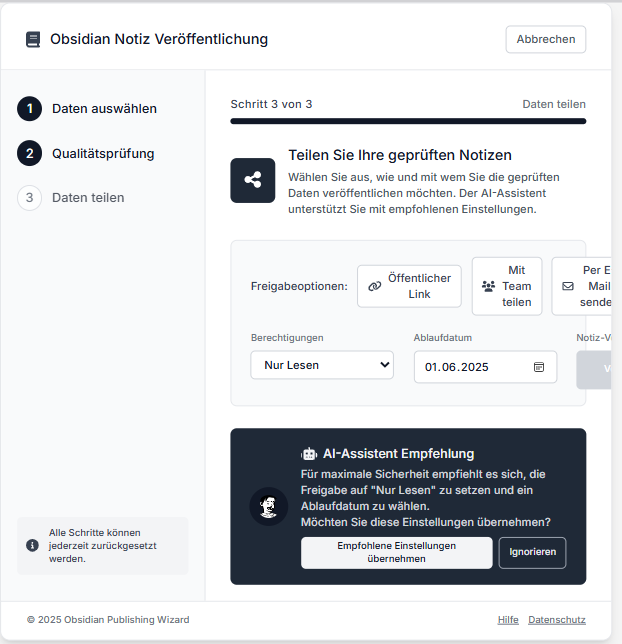 Obsidian Notiz Veröffentlichung
Abbrechen
1 Daten auswählen
2 Qualitätsprüfung
3 Daten teilen
Alle Schritte können
jederzeit zurückgesetzt
werden.
Schritt 3 von 3
Daten teilen
Teilen Sie Ihre geprüften Notizen
Wählen Sie aus, wie und mit wem Sie die geprüften
Daten veröffentlichen möchten. Der AI-Assistent
unterstützt Sie mit empfohlenen Einstellungen.
Freigabeoptionen:
Öffentlicher
Link
Mit
Team
teilen
Per E
Mail
sende
Berechtigungen
Nur Lesen
Ablaufdatum
01.06.2025
Notiz-V
V
AI-Assistent Empfehlung
Für maximale Sicherheit empfiehlt es sich, die
Freigabe auf "Nur Lesen" zu setzen und ein
Ablaufdatum zu wählen.
Möchten Sie diese Einstellungen übernehmen?
Empfohlene Einstellungen
übernehmen
Ignorieren
© 2025 Obsidian Publishing Wizard
Hilfe Datenschutz